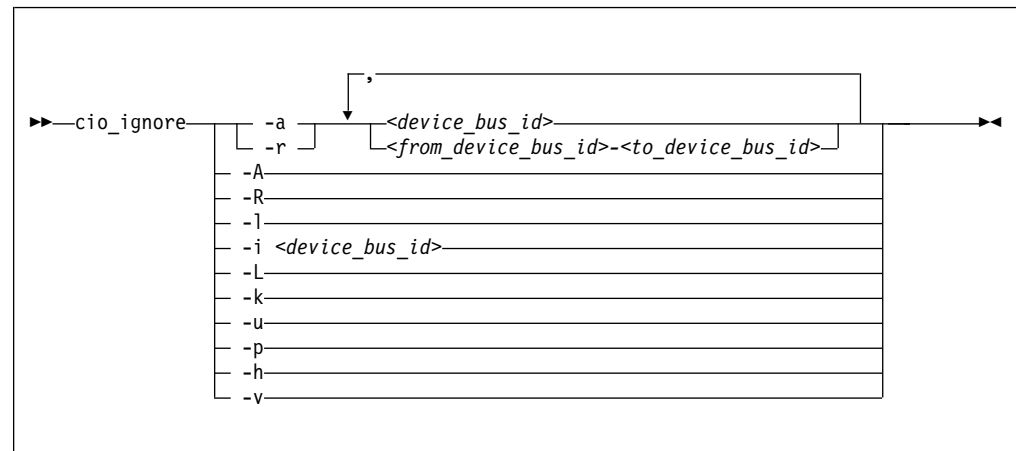 ,
cio_ignore -a <device_bus_id>
-r <from_device_bus_id>-<to_device_bus_id>
-A
-R
-l
-i <device_bus_id>
-L
-k
-u
-p
-h
-v